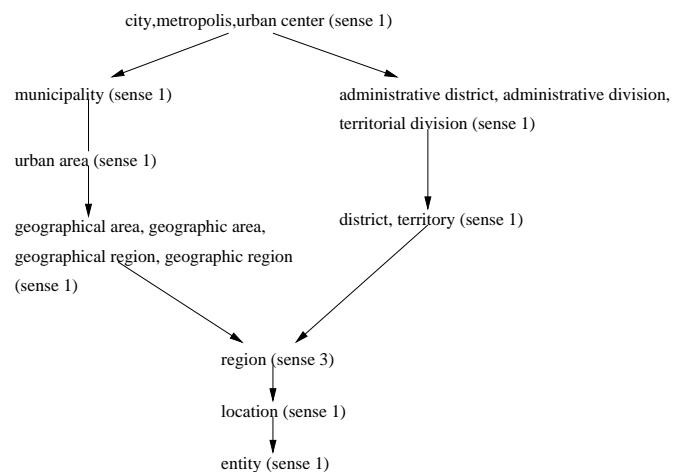 city,metropolis,urban center (sense 1)
municipality (sense 1)
administrative district, administrative division,
territorial division (sense 1)
urban area (sense 1)
geographical area, geographic area,
geographical region, geographic region
(sense 1)
district, territory (sense 1)
region (sense 3)
location (sense 1)
entity (sense 1)